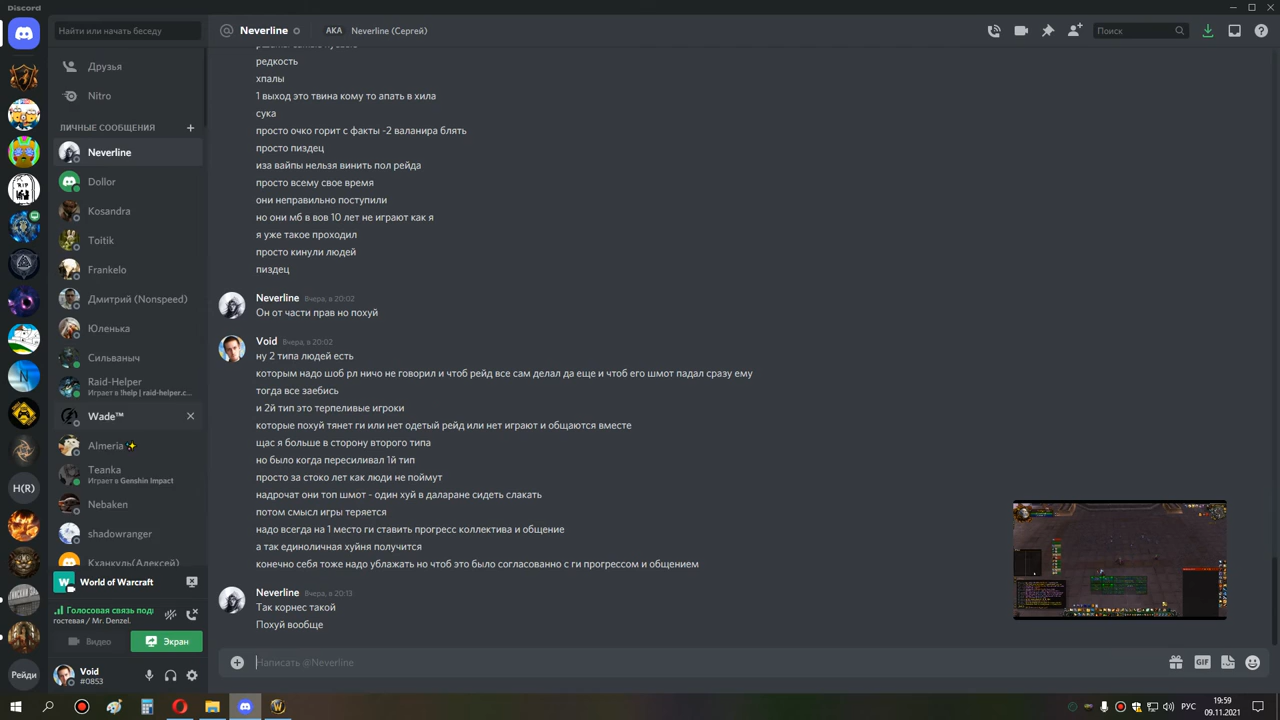 Discord
Найти или начать беседу
Друзья
Nitro
ЛИЧНЫЕ СООБЩЕНИЯ
Neverline
Dollor
Kosandra
Toitik
Frankelo
Дмитрий (Nonspeed)
Юленька
Сильваныч
Raid-Helper
Играет в !help | raid-helper.c...
Wade™
Almeria ✨
Teanka
Играет в Genshin Impact
Nebaken
shadowranger
Кханкуль(Алексей)
World of Warcraft
Голосовая связь под
гостевая / Mr. Denzel.
Видео
Экран
Void
#0853
H(R)
Рейди
Neverline
AKA Neverline (Сергей)
Поиск
редкость
хпалы
1 выход это твина кому то апать в хила
сука
просто очко горит с факты -2 валанира блять
просто пиздец
иза вайпы нельзя винить пол рейда
просто всему свое время
они неправильно поступили
но они мб в вов 10 лет не играют как я
я уже такое проходил
просто кинули людей
пиздец
Neverline Вчера, в 20:02
Он от части прав но похуй
Void Вчера, в 20:02
ну 2 типа людей есть
которым надо шоб рл ничо не говорил и чтоб рейд все сам делал да еще и чтоб его шмот падал сразу ему
тогда все заебись
и 2й тип это терпеливые игроки
которые похуй тянет ги или нет одетый рейд или нет играют и общаются вместе
щас я больше в сторону второго типа
но было когда пересиливал 1й тип
просто за стоко лет как люди не поймут
надрочат они топ шмот - один хуй в даларане сидеть слакать
потом смысл игры теряется
надо всегда на 1 место ги ставить прогресс коллектива и общение
а так единоличная хуйня получится
конечно себя тоже надо ублажать но чтоб это было согласованно с ги прогрессом и общением
Neverline Вчера, в 20:13
Так корнес такой
Похуй вообще
Написать @Neverline
GIF
РУС
19:59
09.11.2021